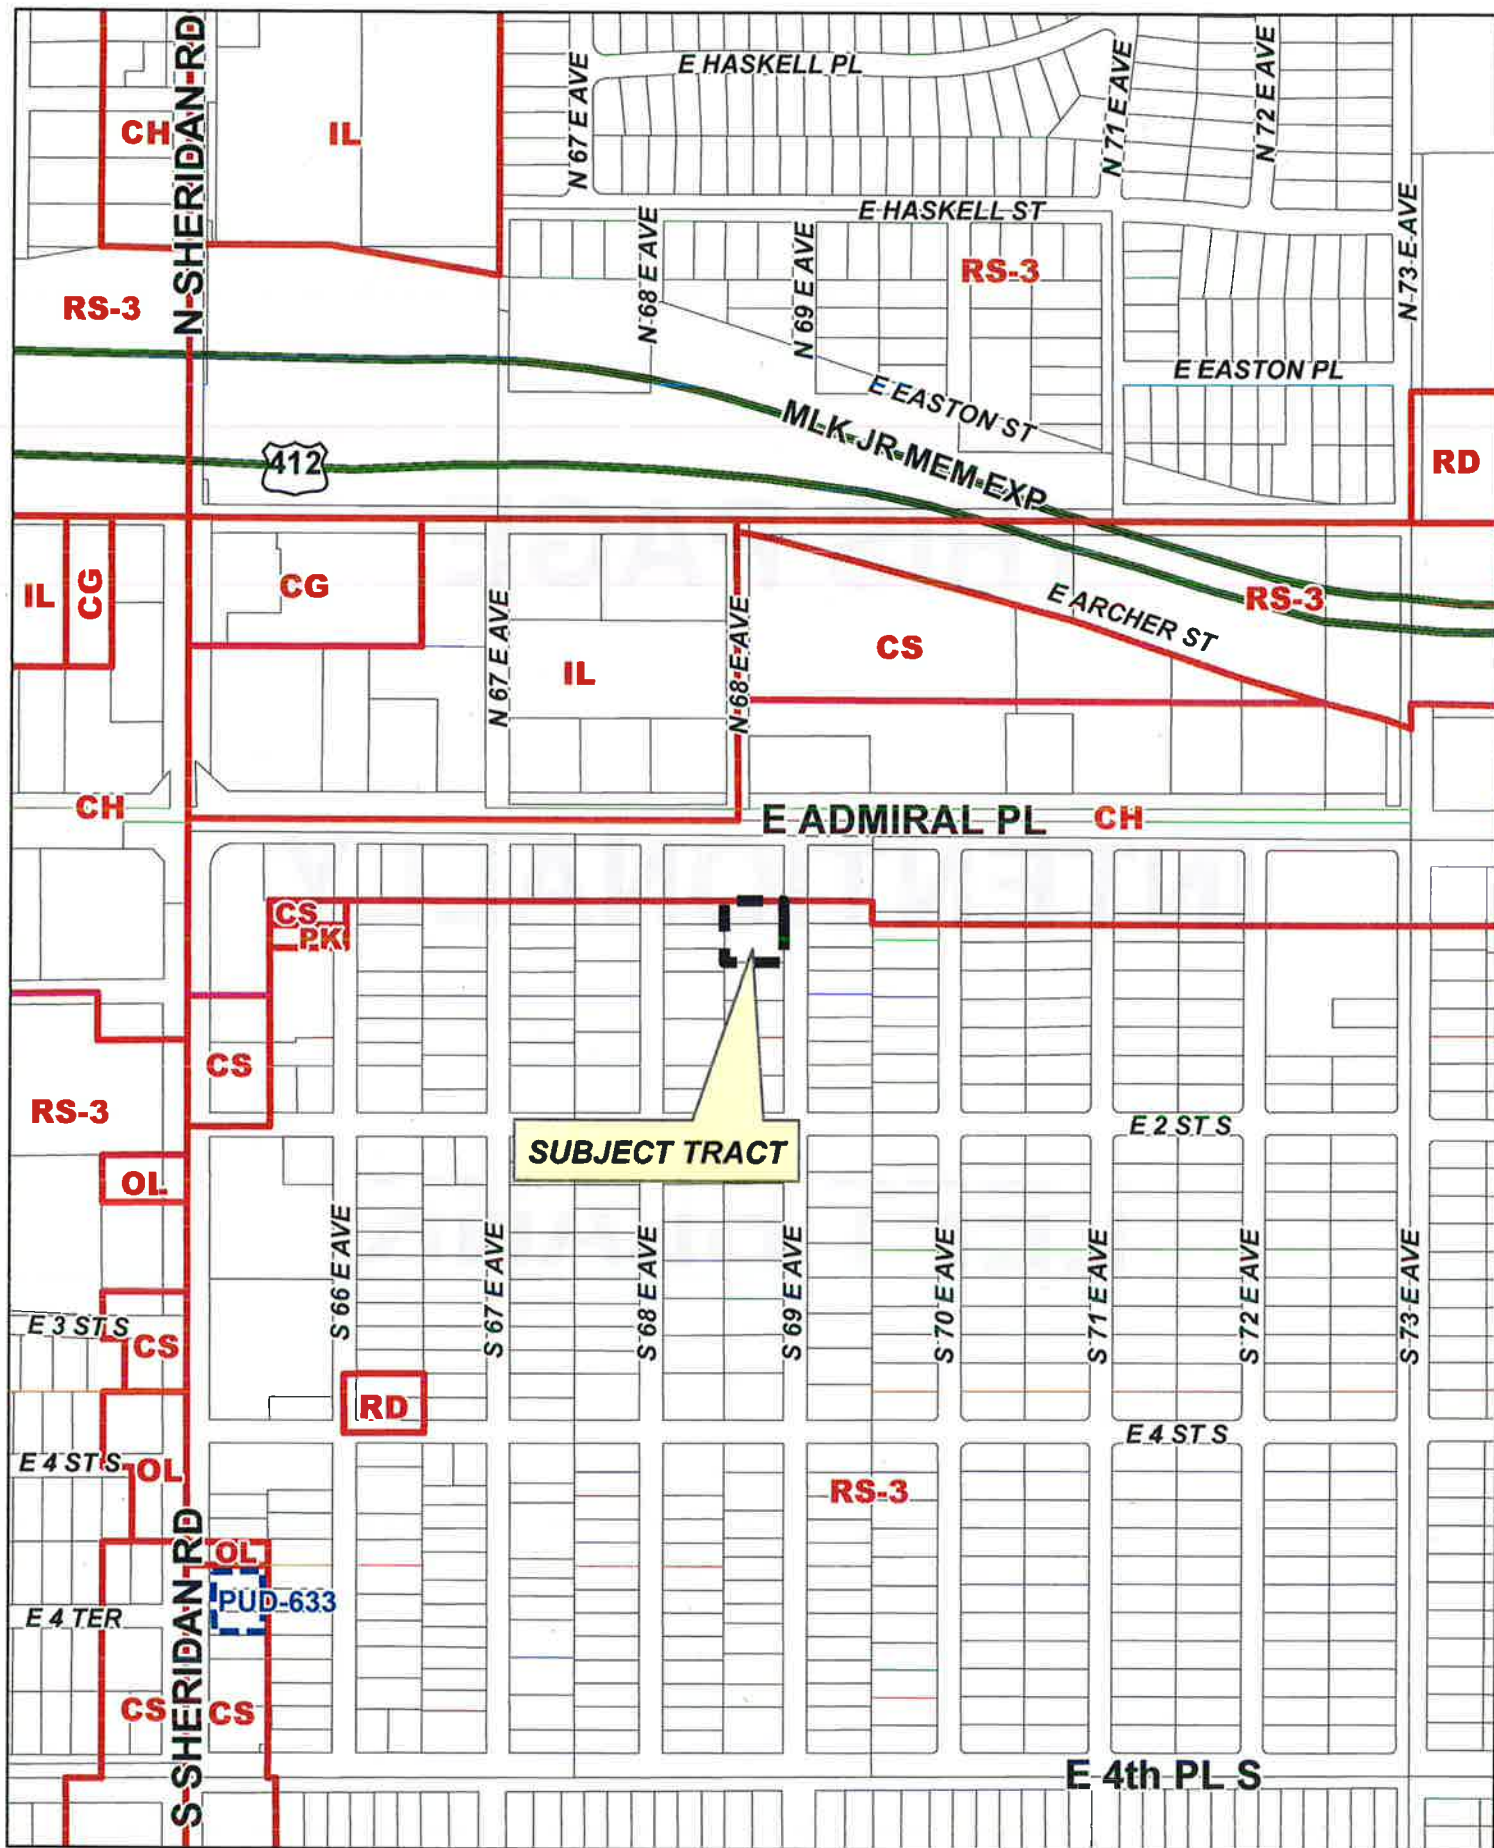 N SHERIDAN RD
E HASKELL PL
N 67 E AVE
N 71 E AVE
N 72 E AVE
CH
IL
E HASKELL ST
N 68 E AVE
N 69 E AVE
RS-3
N 73 E AVE
RS-3
E EASTON PL
E EASTON ST
MLK JR MEM EXP
412
RD
IL
CG
CG
N 67 E AVE
IL
N 68 E AVE
CS
E ARCHER ST
RS-3
CH
E ADMIRAL PL
CH
CS
PK
CS
RS-3
SUBJECT TRACT
E 2 ST S
OL
S 66 E AVE
S 67 E AVE
S 68 E AVE
S 69 E AVE
S 70 E AVE
S 71 E AVE
S 72 E AVE
S 73 E AVE
E 3 ST S
CS
RD
E 4 ST S
E 4 ST S
OL
RS-3
S SHERIDAN RD
OL
PUD-633
E 4 TER
CS
CS
E 4th PL S